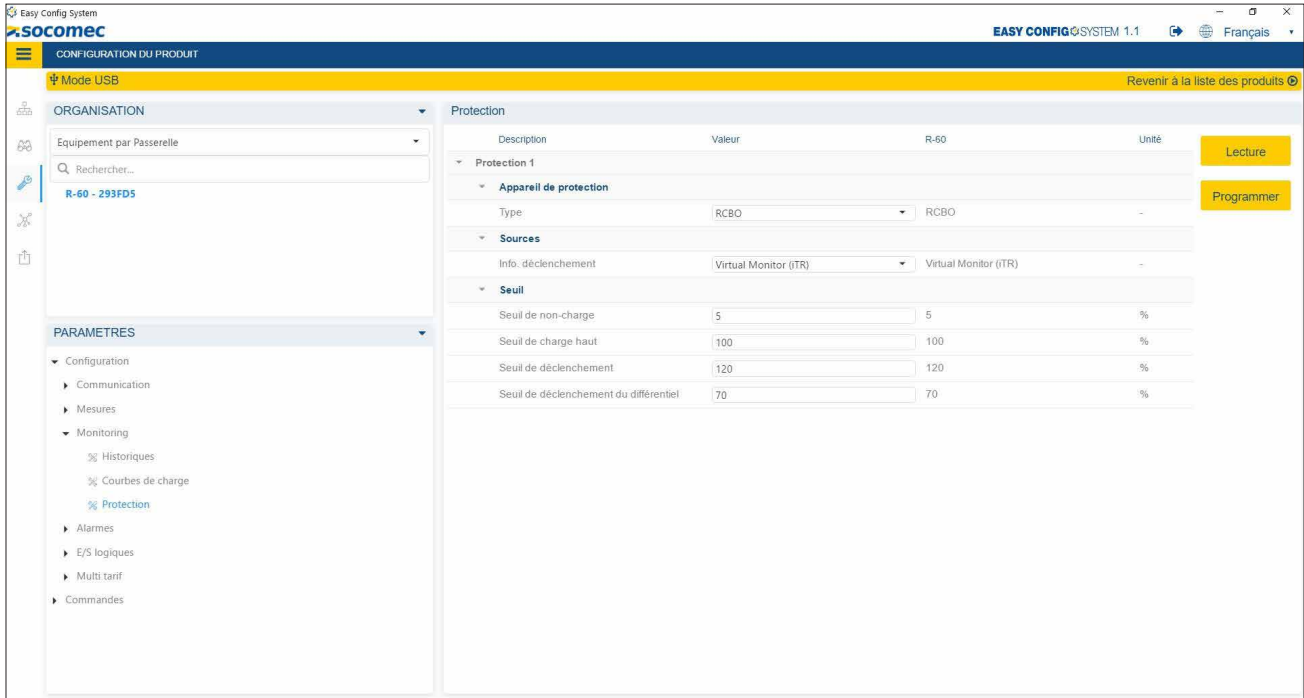 Easy Config System
socomec
EASY CONFIG SYSTEM 1.1
Français
CONFIGURATION DU PRODUIT
Mode USB
Revenir à la liste des produits
ORGANISATION
Equipement par Passerelle
Rechercher...
R-60 - 293FD5
PARAMETRES
Configuration
Communication
Mesures
Monitoring
Historiques
Courbes de charge
Protection
Alarmes
E/S logiques
Multi tarif
Commandes
Protection
Description Valeur R-60 Unité
Protection 1
Appareil de protection
Type RCBO RCBO -
Sources
Info. déclenchement Virtual Monitor (iTR) Virtual Monitor (iTR) -
Seuil
Seuil de non-charge 5 5 %
Seuil de charge haut 100 100 %
Seuil de déclenchement 120 120 %
Seuil de déclenchement du différentiel 70 70 %
Lecture
Programmer